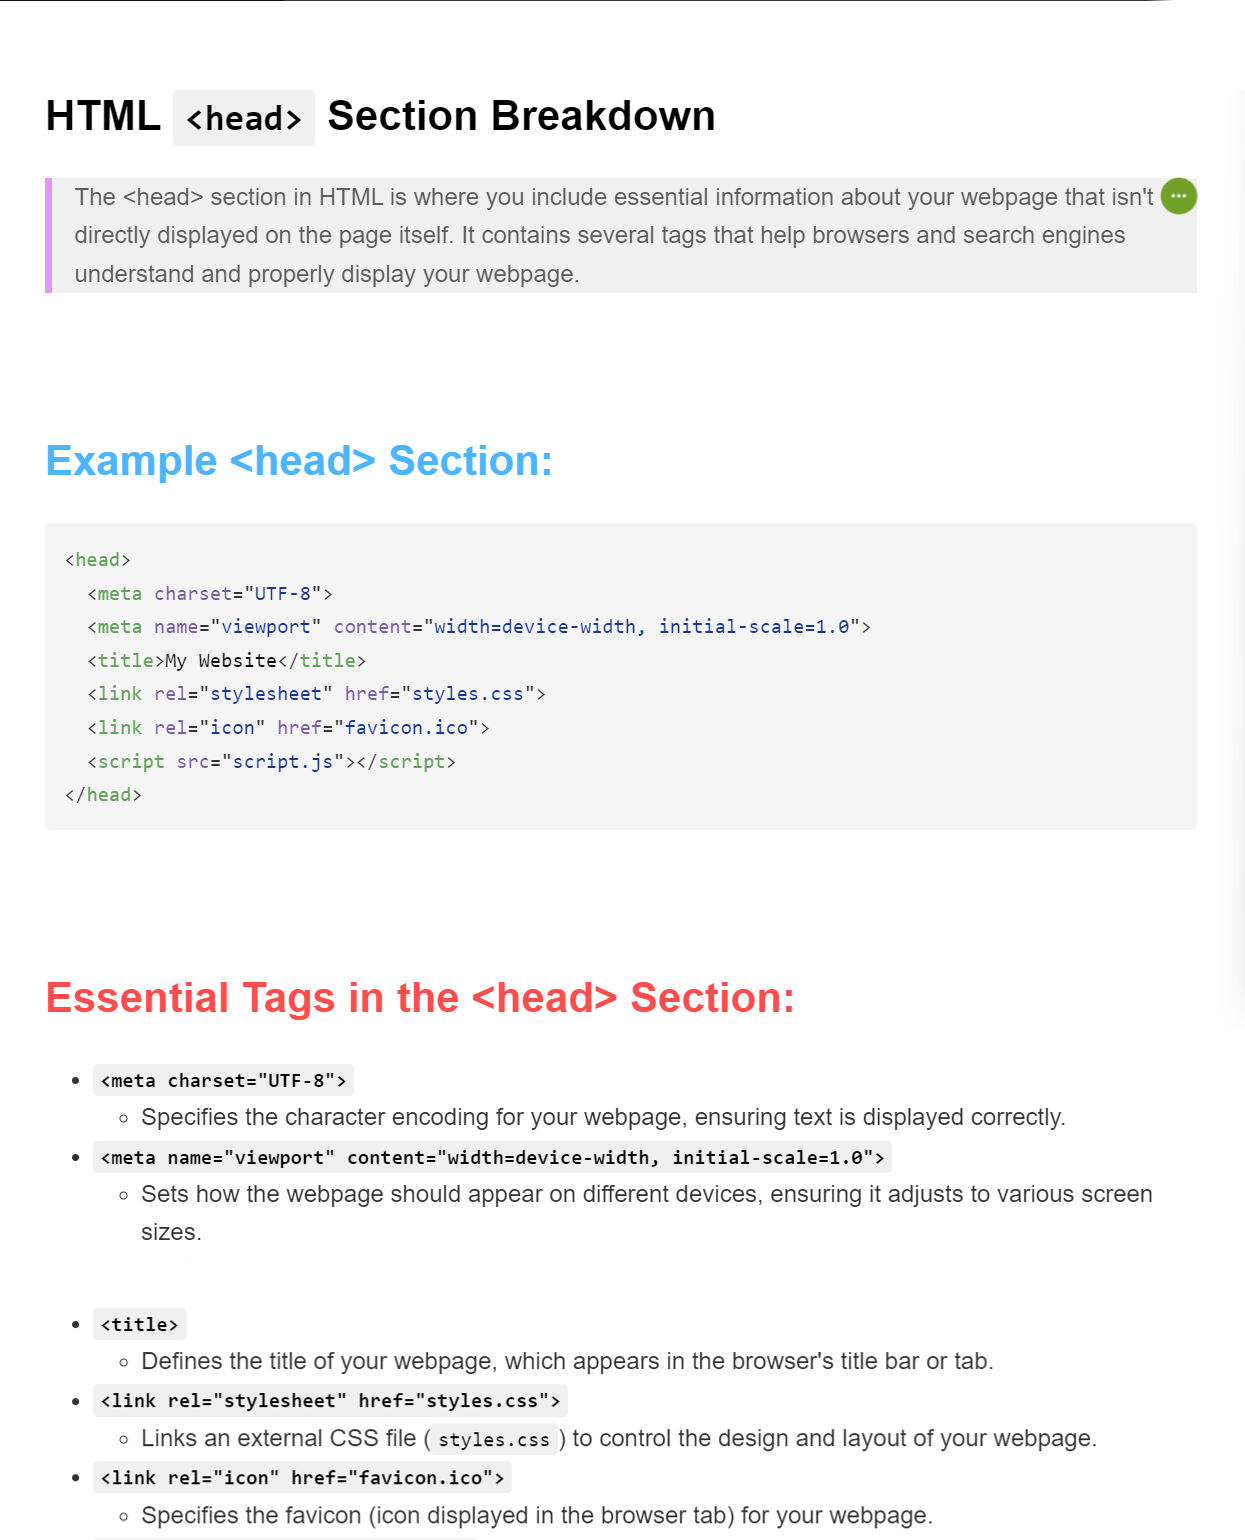 HTML <head> Section Breakdown
The <head> section in HTML is where you include essential information about your webpage that isn't
directly displayed on the page itself. It contains several tags that help browsers and search engines
understand and properly display your webpage.
Example <head> Section:
<head>
  <meta charset="UTF-8">
  <meta name="viewport" content="width=device-width, initial-scale=1.0">
  <title>My Website</title>
  <link rel="stylesheet" href="styles.css">
  <link rel="icon" href="favicon.ico">
  <script src="script.js"></script>
</head>
Essential Tags in the <head> Section:
• <meta charset="UTF-8">
◦ Specifies the character encoding for your webpage, ensuring text is displayed correctly.
• <meta name="viewport" content="width=device-width, initial-scale=1.0">
◦ Sets how the webpage should appear on different devices, ensuring it adjusts to various screen
sizes.
• <title>
◦ Defines the title of your webpage, which appears in the browser's title bar or tab.
• <link rel="stylesheet" href="styles.css">
◦ Links an external CSS file (styles.css) to control the design and layout of your webpage.
• <link rel="icon" href="favicon.ico">
◦ Specifies the favicon (icon displayed in the browser tab) for your webpage.